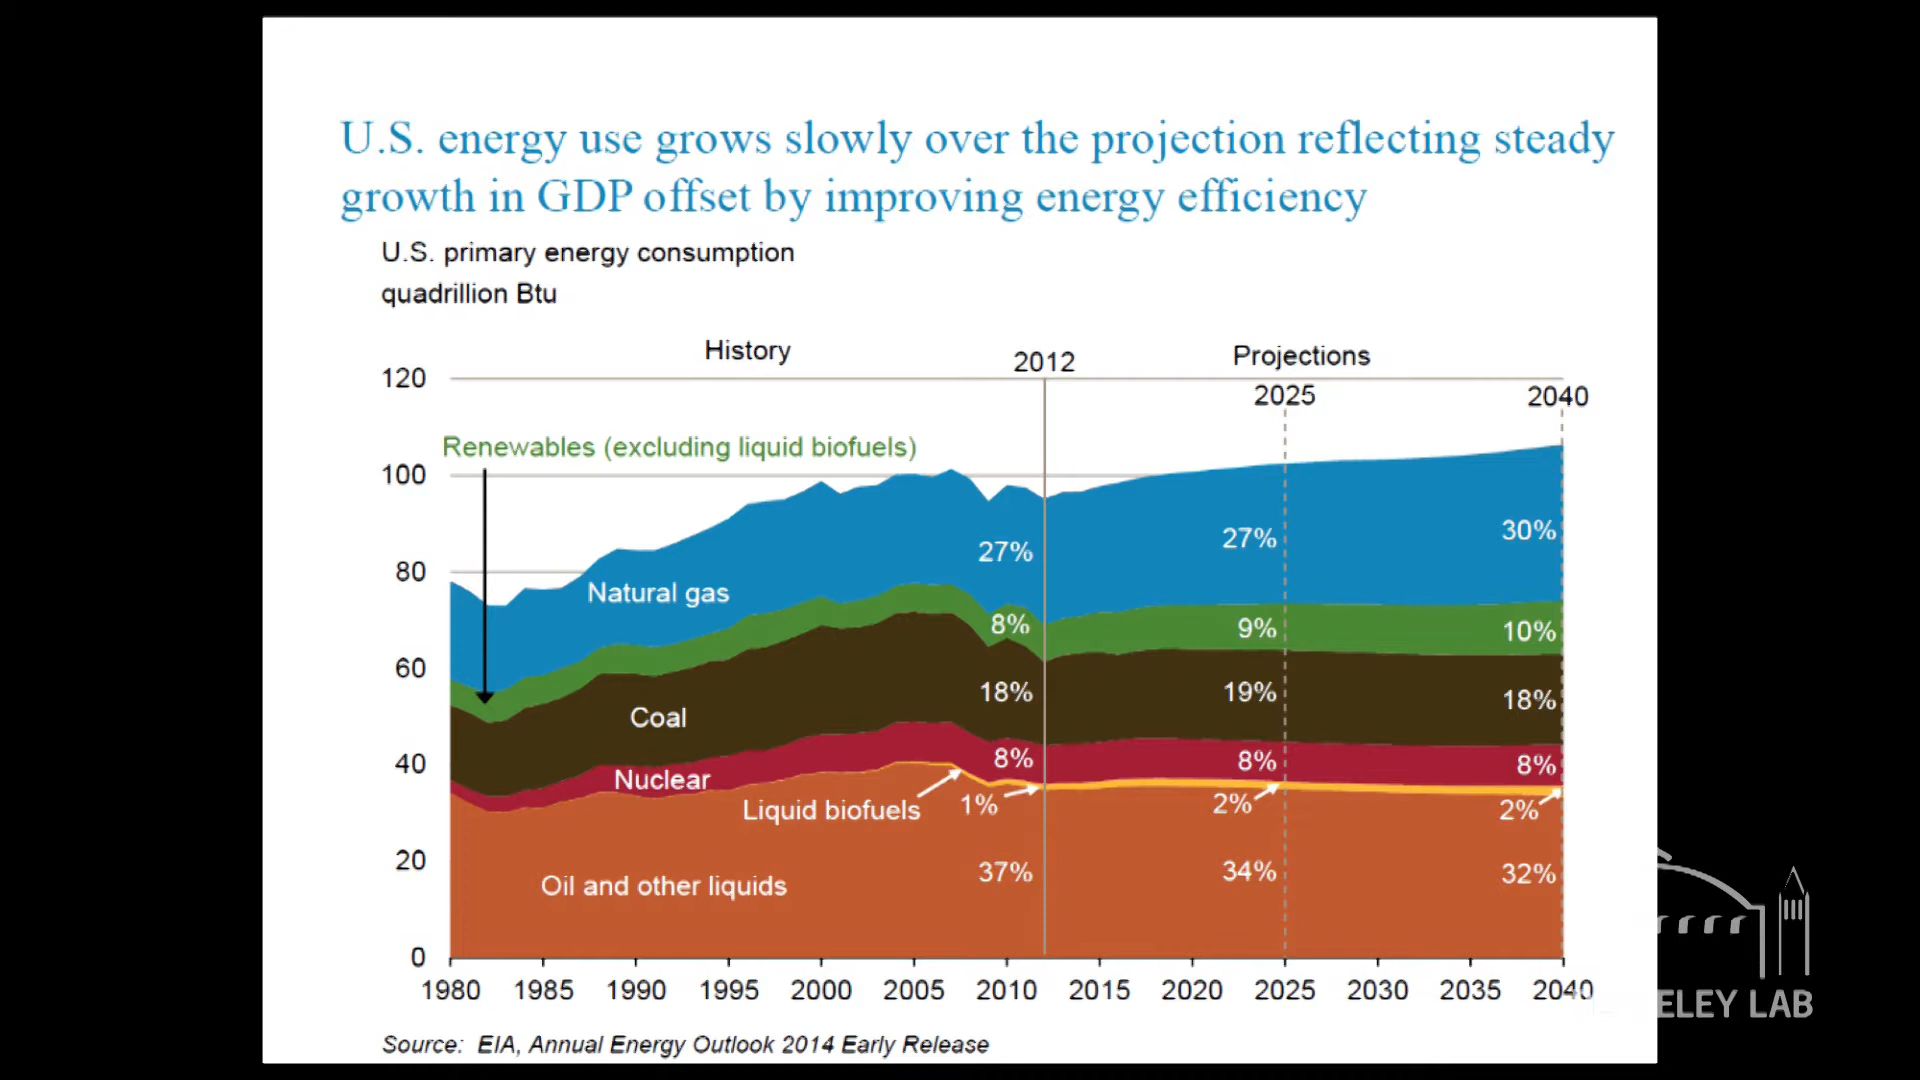 U.S. energy use grows slowly over the projection reflecting steady
growth in GDP offset by improving energy efficiency
U.S. primary energy consumption
quadrillion Btu
History
2012
Projections
120
2025
2040
Renewables (excluding liquid biofuels)
100
27%
27%
30%
80
Natural gas
8%
9%
10%
60
18%
19%
18%
Coal
40
Nuclear
8%
8%
8%
Liquid biofuels
1%
2%
2%
20
Oil and other liquids
37%
34%
32%
0
1980 1985 1990 1995 2000 2005 2010 2015 2020 2025 2030 2035 2040
ELEY LAB
Source: EIA, Annual Energy Outlook 2014 Early Release